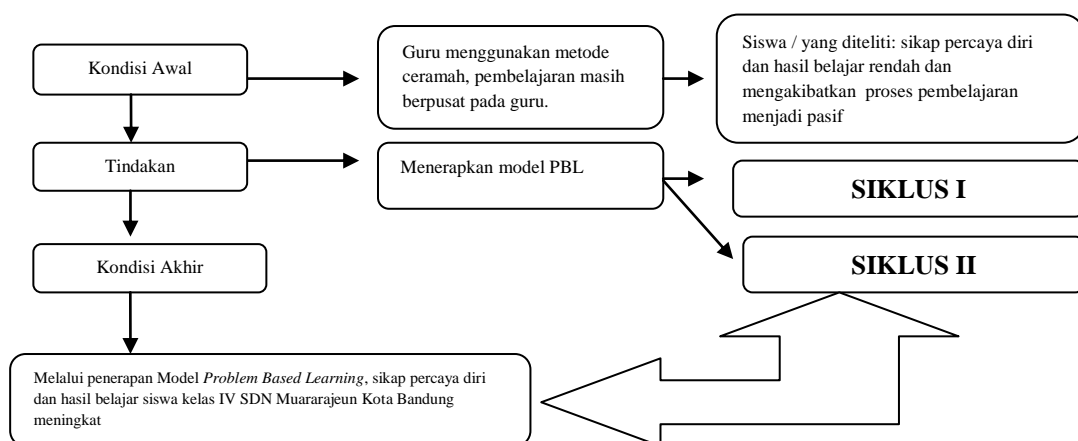 Kondisi Awal
Guru menggunakan metode
ceramah, pembelajaran masih
berpusat pada guru.
Siswa / yang diteliti: sikap percaya diri
dan hasil belajar rendah dan
mengakibatkan proses pembelajaran
menjadi pasif
Tindakan
Menerapkan model PBL
SIKLUS I
SIKLUS II
Kondisi Akhir
Melalui penerapan Model Problem Based Learning, sikap percaya diri
dan hasil belajar siswa kelas IV SDN Muararajeun Kota Bandung
meningkat